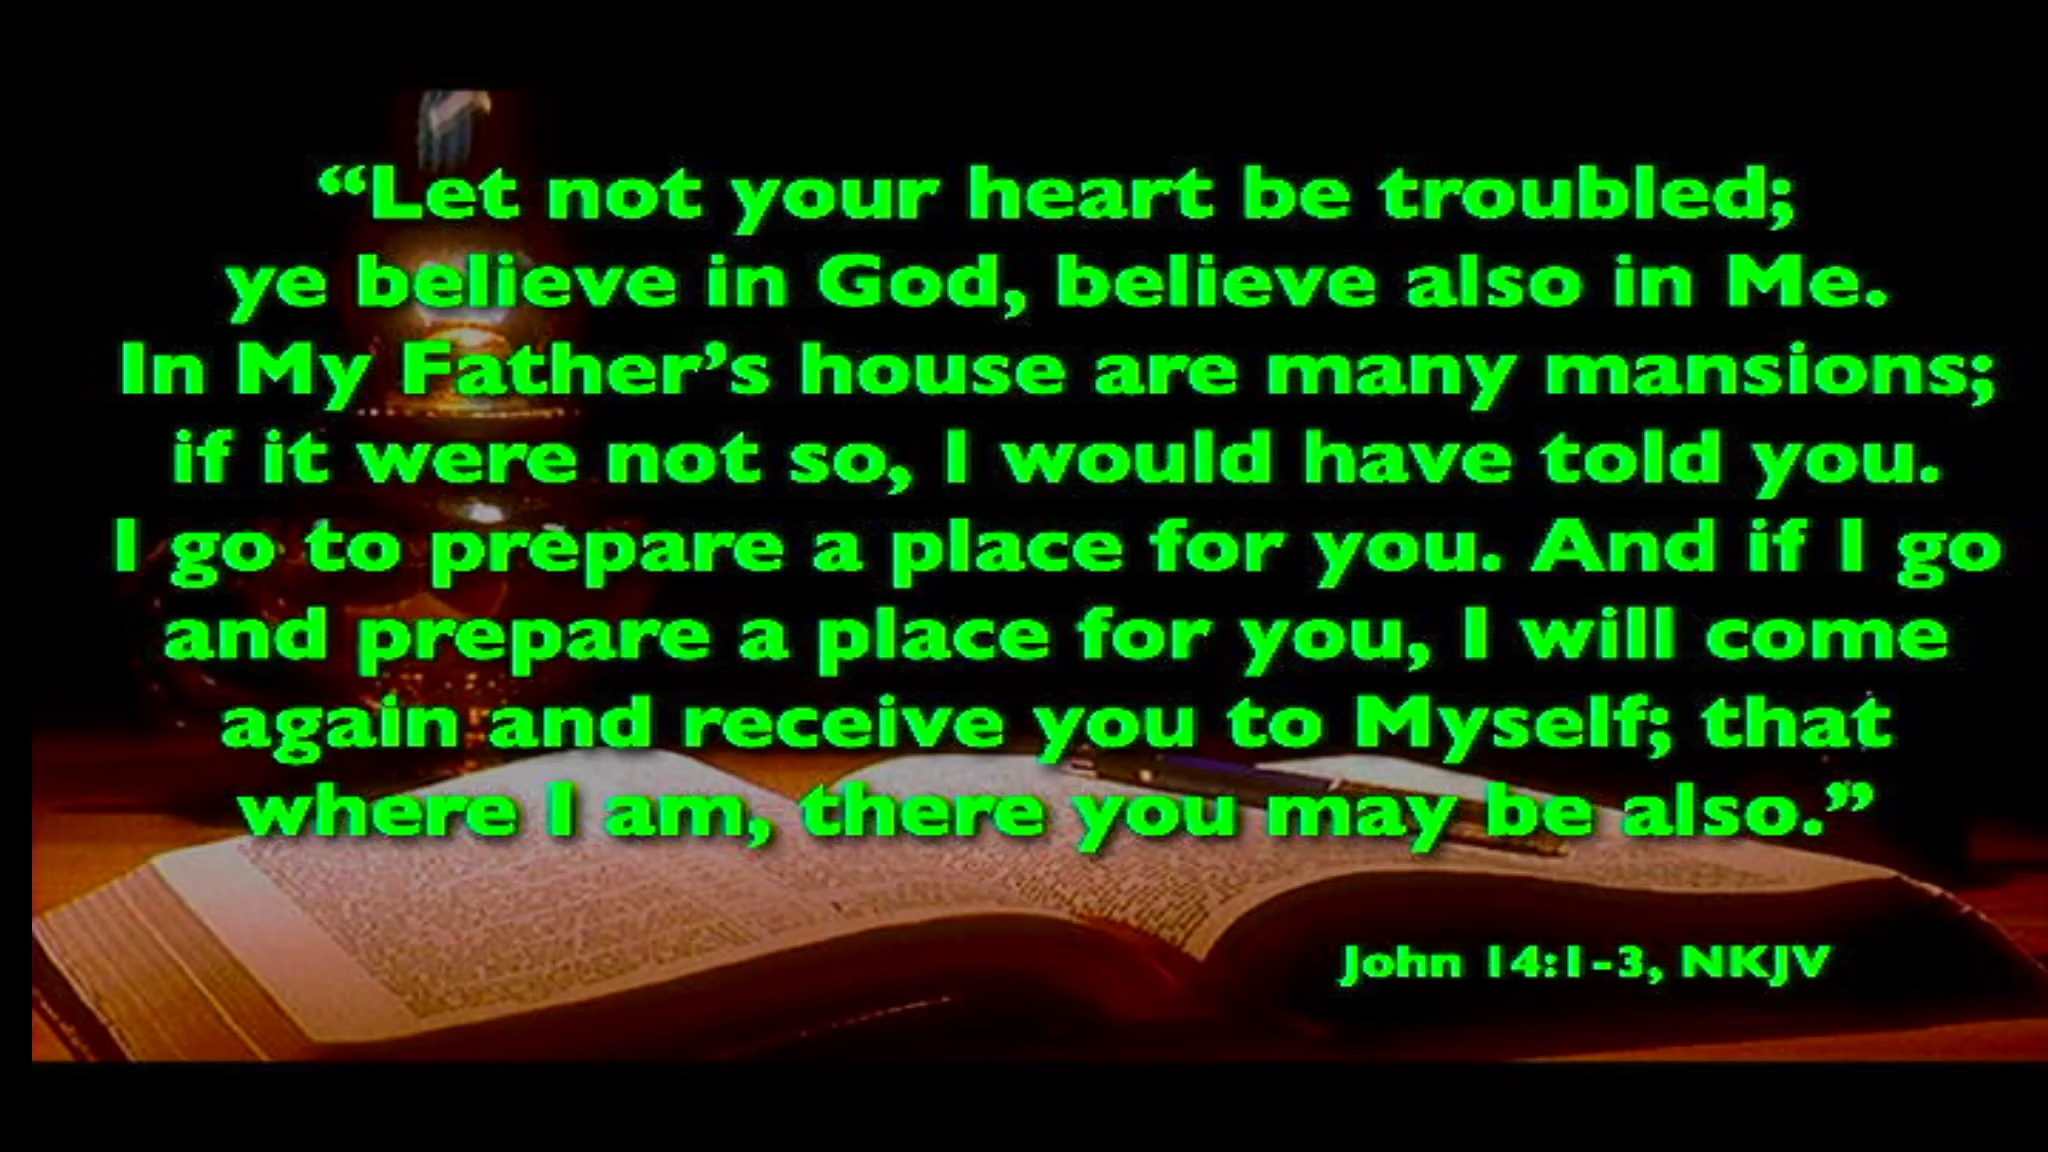 “Let not your heart be troubled;
ye believe in God, believe also in Me.
In My Father’s house are many mansions;
if it were not so, I would have told you.
I go to prepare a place for you. And if I go
and prepare a place for you, I will come
again and receive you to Myself; that
where I am, there you may be also.”
John 14:1-3, NKJV